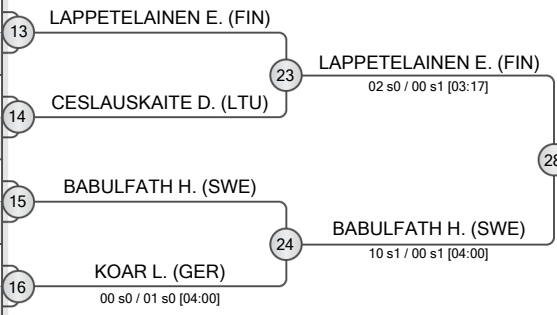 LAPPETELAINEN E. (FIN)
13
23
LAPPETELAINEN E. (FIN)
02 s0 / 00 s1 [03:17]
CESLAUSKAITE D. (LTU)
14
28
BABULFATH H. (SWE)
15
24
BABULFATH H. (SWE)
10 s1 / 00 s1 [04:00]
KOAR L. (GER)
16
00 s0 / 01 s0 [04:00]